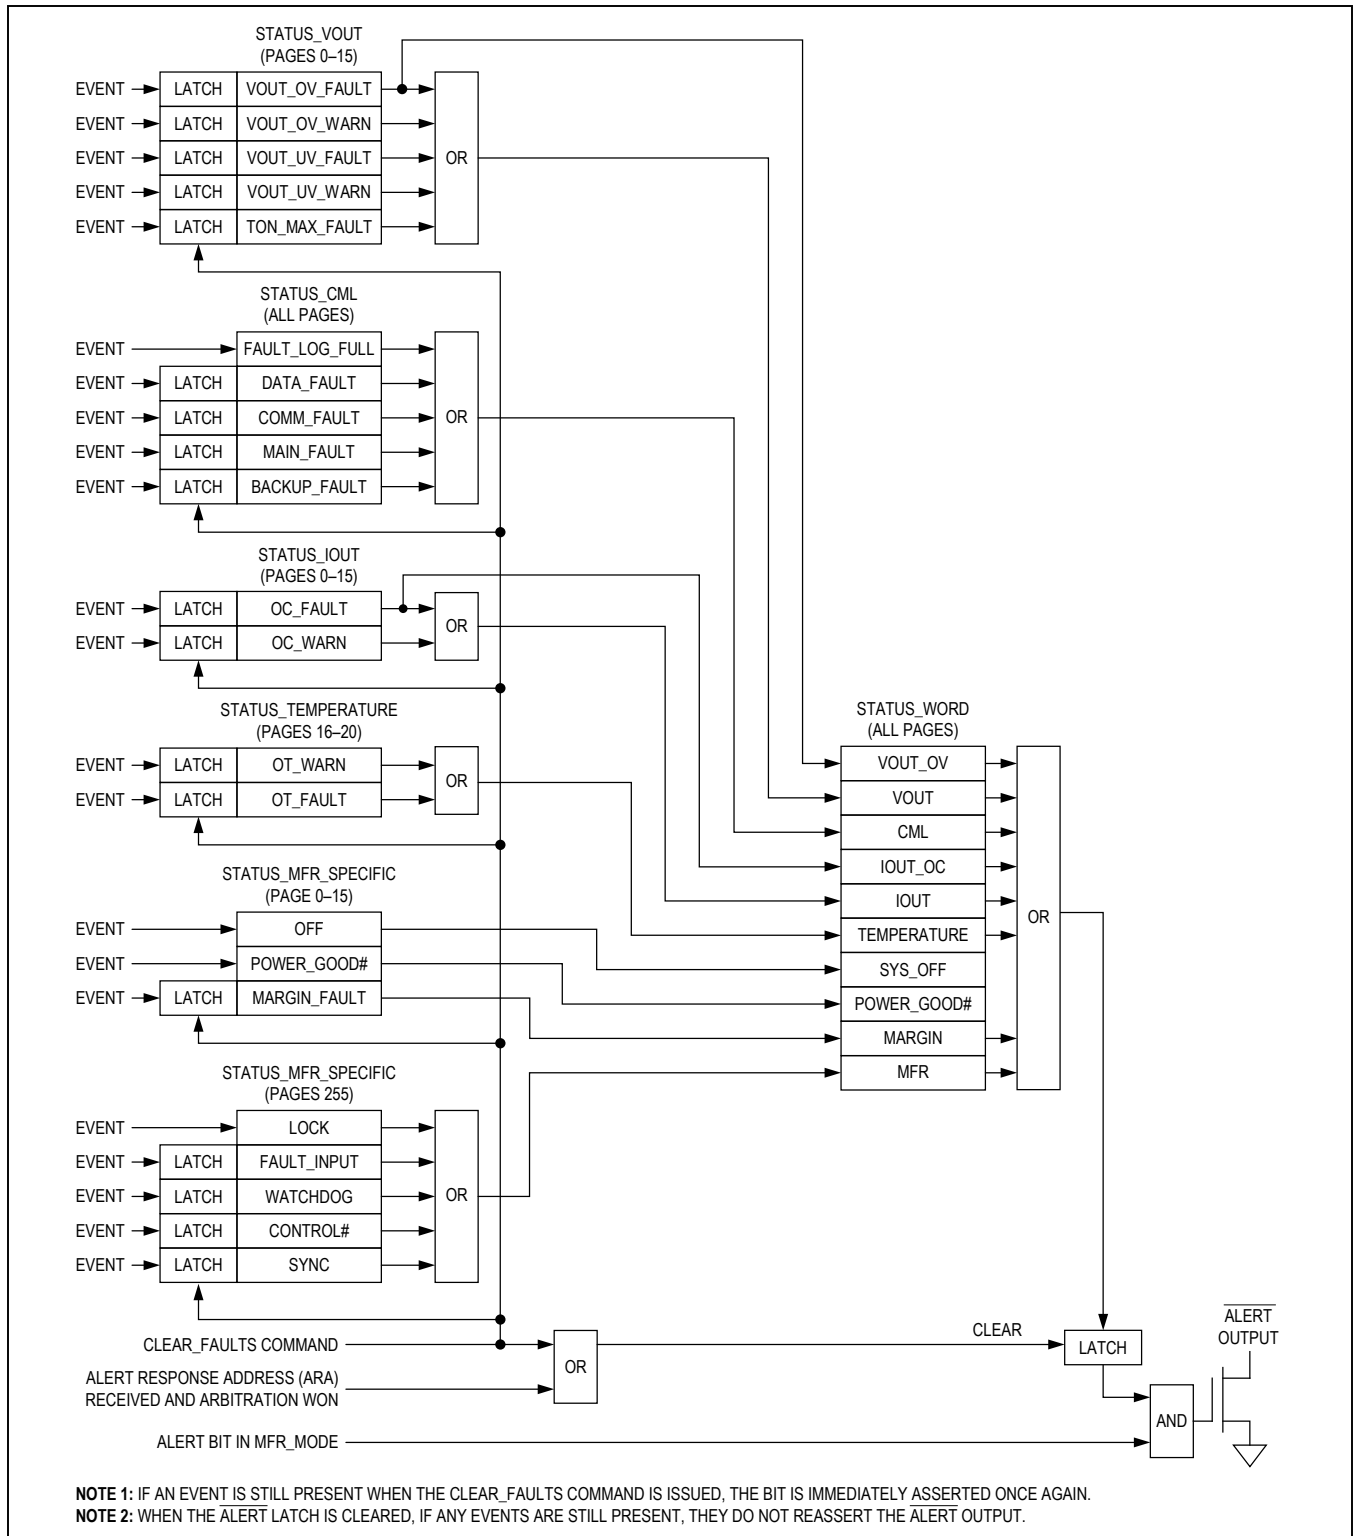 STATUS_VOUT
(PAGES 0–15)
EVENT LATCH VOUT_OV_FAULT
EVENT LATCH VOUT_OV_WARN
EVENT LATCH VOUT_UV_FAULT OR
EVENT LATCH VOUT_UV_WARN
EVENT LATCH TON_MAX_FAULT
STATUS_CML
(ALL PAGES)
EVENT FAULT_LOG_FULL
EVENT LATCH DATA_FAULT
EVENT LATCH COMM_FAULT OR
EVENT LATCH MAIN_FAULT
EVENT LATCH BACKUP_FAULT
STATUS_IOUT
(PAGES 0–15)
EVENT LATCH OC_FAULT
OR
EVENT LATCH OC_WARN
STATUS_TEMPERATURE
(PAGES 16–20)
EVENT LATCH OT_WARN
OR
EVENT LATCH OT_FAULT
STATUS_MFR_SPECIFIC
(PAGE 0–15)
EVENT OFF
EVENT POWER_GOOD#
EVENT LATCH MARGIN_FAULT
STATUS_MFR_SPECIFIC
(PAGES 255)
EVENT LOCK
EVENT LATCH FAULT_INPUT
EVENT LATCH WATCHDOG OR
EVENT LATCH CONTROL#
EVENT LATCH SYNC
STATUS_WORD
(ALL PAGES)
VOUT_OV
VOUT
CML
IOUT_OC
IOUT
OR
TEMPERATURE
SYS_OFF
POWER_GOOD#
MARGIN
MFR
CLEAR_FAULTS COMMAND
OR
ALERT RESPONSE ADDRESS (ARA)
RECEIVED AND ARBITRATION WON
CLEAR
LATCH
ALERT
OUTPUT
AND
ALERT BIT IN MFR_MODE
NOTE 1: IF AN EVENT IS STILL PRESENT WHEN THE CLEAR_FAULTS COMMAND IS ISSUED, THE BIT IS IMMEDIATELY ASSERTED ONCE AGAIN.
NOTE 2: WHEN THE ALERT LATCH IS CLEARED, IF ANY EVENTS ARE STILL PRESENT, THEY DO NOT REASSERT THE ALERT OUTPUT.